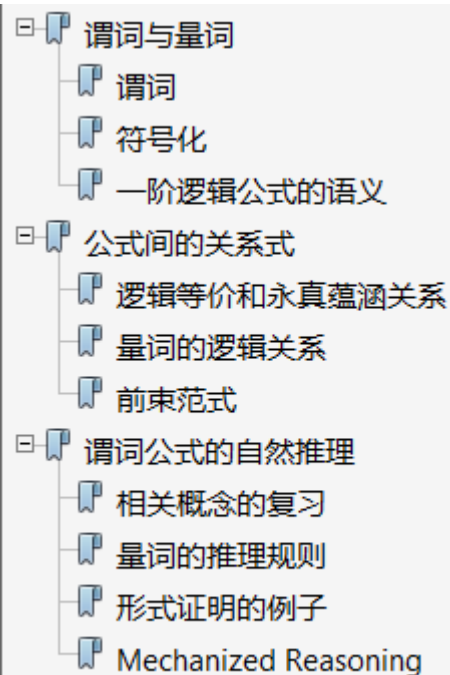 谓词与量词
谓词
符号化
一阶逻辑公式的语义
公式间的关系式
逻辑等价和永真蕴涵关系
量词的逻辑关系
前束范式
谓词公式的自然推理
相关概念的复习
量词的推理规则
形式证明的例子
Mechanized Reasoning